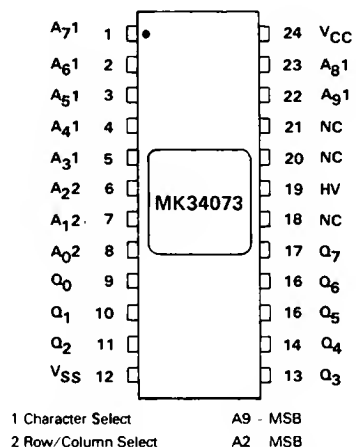 A₇1 1 24 VCC
A₆1 2 23 A₈1
A₅1 3 22 A₉1
A₄1 4 21 NC
A₃1 5 20 NC
A₂2 6 19 HV
A₁2 7 18 NC
A₀2 8 17 Q₇
Q₀ 9 16 Q₆
Q₁ 10 16 Q₅
Q₂ 11 14 Q₄
VSS 12 13 Q₃
MK34073
1 Character Select A9 - MSB
2 Row/Column Select A2 MSB